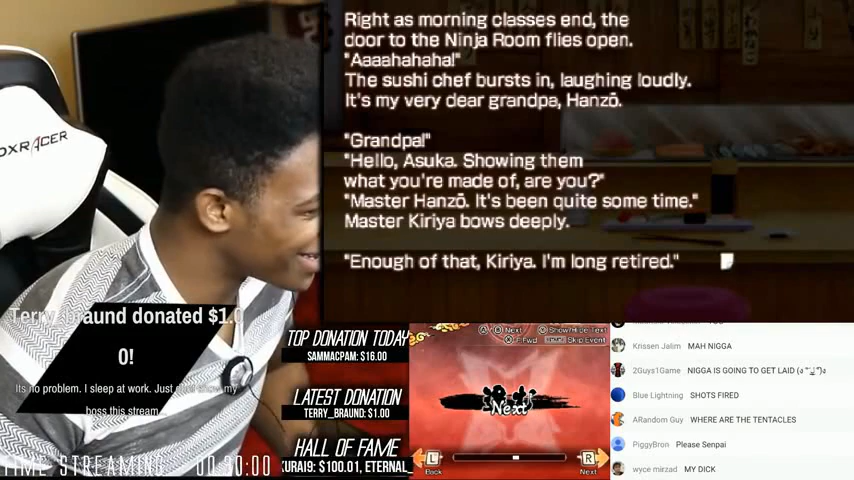 Right as morning classes end, the
door to the Ninja Room flies open.
"Aaaahahaha!"
The sushi chef bursts in, laughing loudly.
It's my very dear grandpa, Hanzō.
"Grandpa!"
"Hello, Asuka. Showing them
what you're made of, are you?"
"Master Hanzō. It's been quite some time."
Master Kiriya bows deeply.
"Enough of that, Kiriya. I'm long retired."
OXRACER
Terry_braund donated $1.0
0!
Its no problem. I sleep at work. Just my
boss this stream
TIME STREAMING 00:30:00
TOP DONATION TODAY
SAMMACPAM: $16.00
LATEST DONATION
TERRY_BRAUND: $1.00
HALL OF FAME
KURAI9: $100.01, ETERNAL_
Next
Show/Hide Text
F.Fwd
Skip Event
Next
L
Back
R
Next
Krissen Jalim MAH NIGGA
2Guys1Game NIGGA IS GOING TO GET LAID
Blue Lightning SHOTS FIRED
ARandom Guy WHERE ARE THE TENTACLES
PiggyBron Please Senpai
wyce mirzad MY DICK